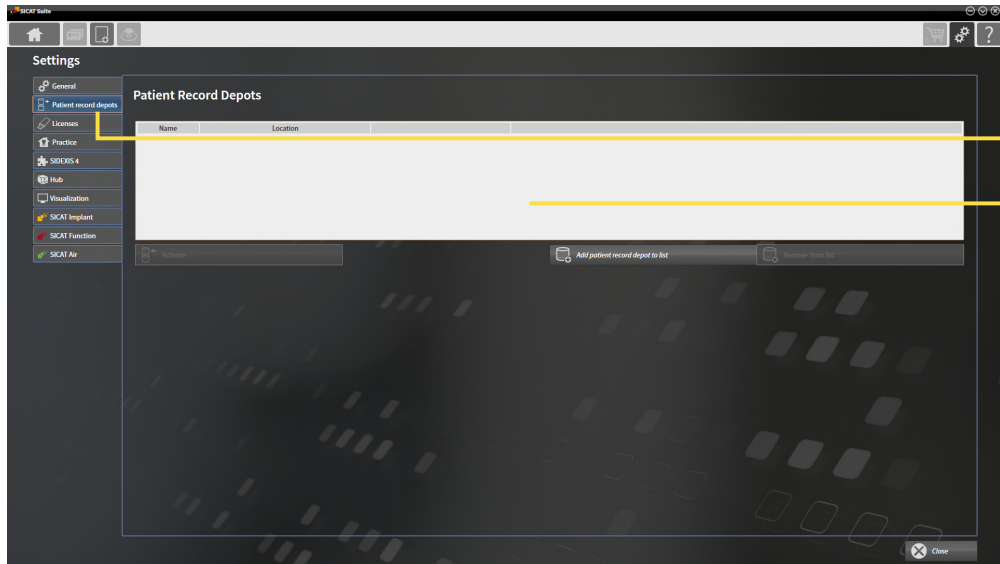 SICAT Suite
Settings
General
Patient record depots
Licenses
Practice
SIDEXIS 4
Hub
Visualization
SICAT Implant
SICAT Function
SICAT Air
Patient Record Depots
Name Location
Activate
Add patient record depot to list
Remove from list
Close